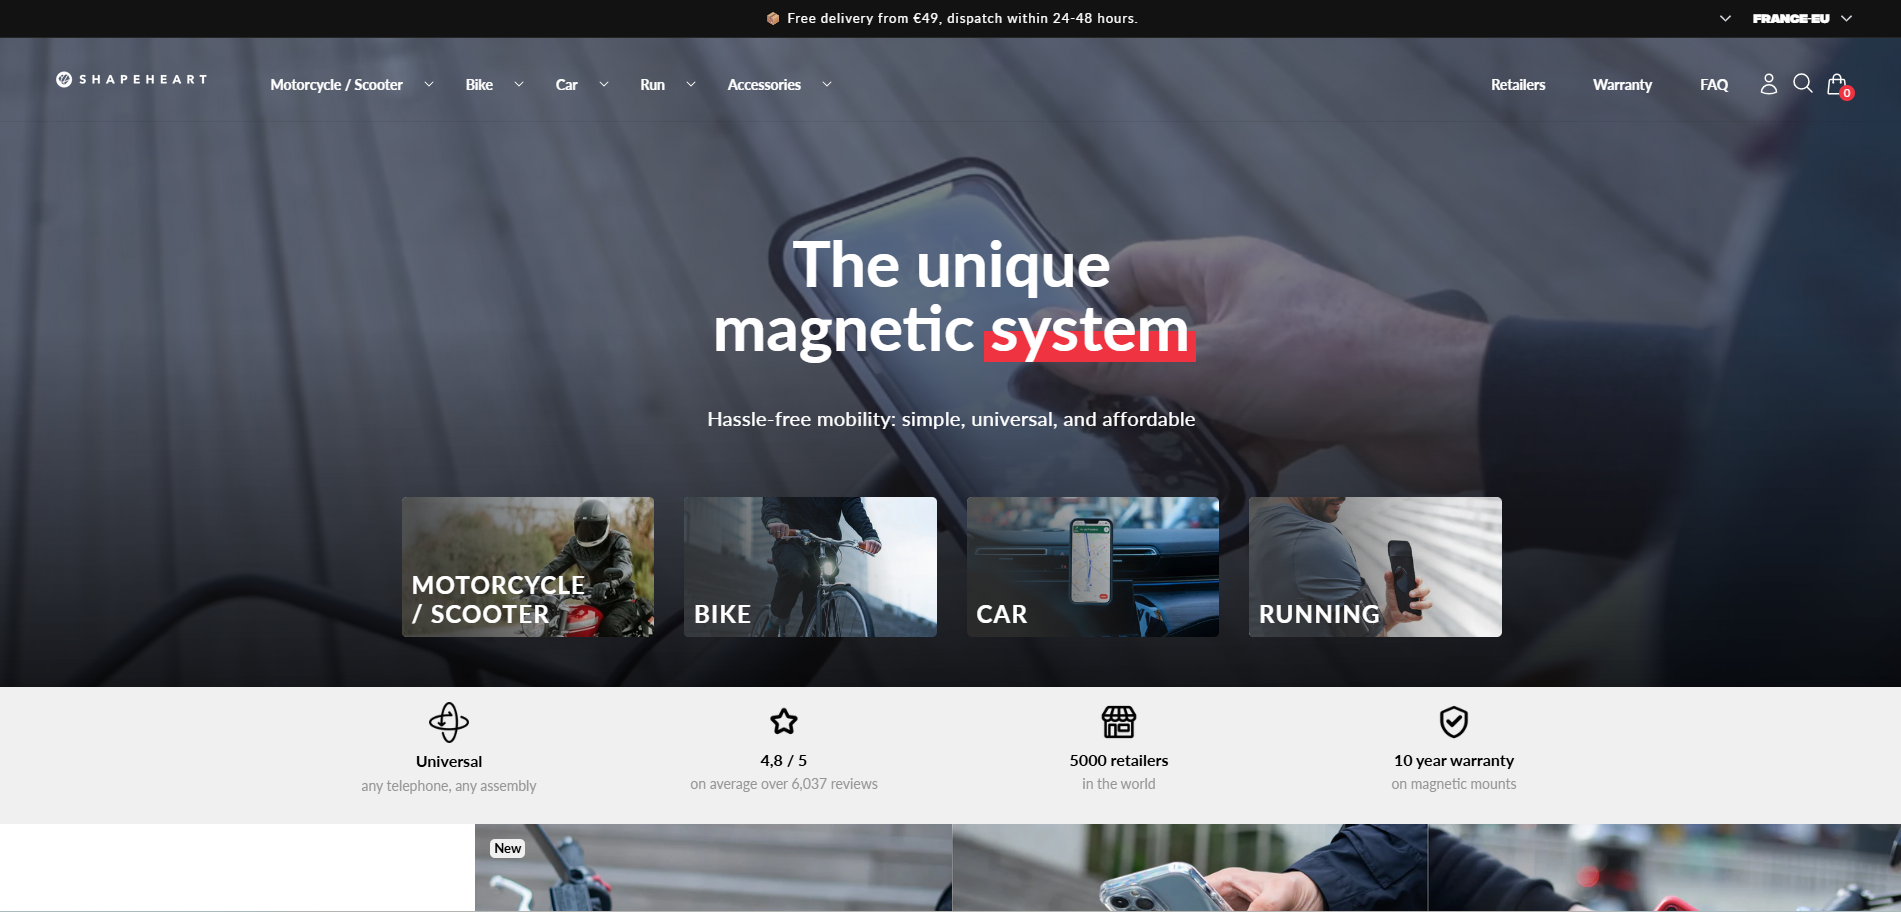 📦 Free delivery from €49, dispatch within 24-48 hours.
FRANCE-EU
SHAPEHEART
Motorcycle / Scooter
Bike
Car
Run
Accessories
Retailers
Warranty
FAQ
0
The unique
magnetic system
Hassle-free mobility: simple, universal, and affordable
MOTORCYCLE
/ SCOOTER
BIKE
CAR
RUNNING
Universal
any telephone, any assembly
4,8 / 5
on average over 6,037 reviews
5000 retailers
in the world
10 year warranty
on magnetic mounts
New